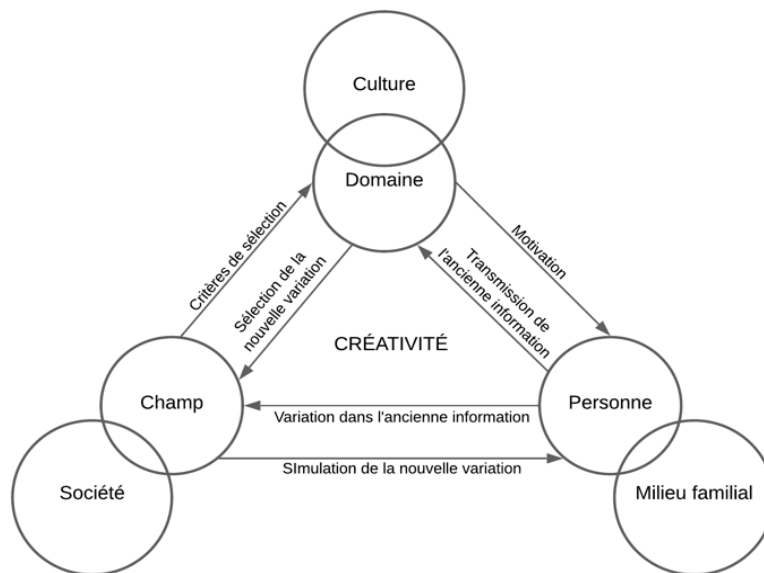 Culture
Domaine
Critères de sélection
Sélection de la
nouvelle variation
Motivation
Transmission de
l'ancienne information
CRÉATIVITÉ
Champ
Personne
Variation dans l'ancienne information
SImulation de la nouvelle variation
Société
Milieu familial